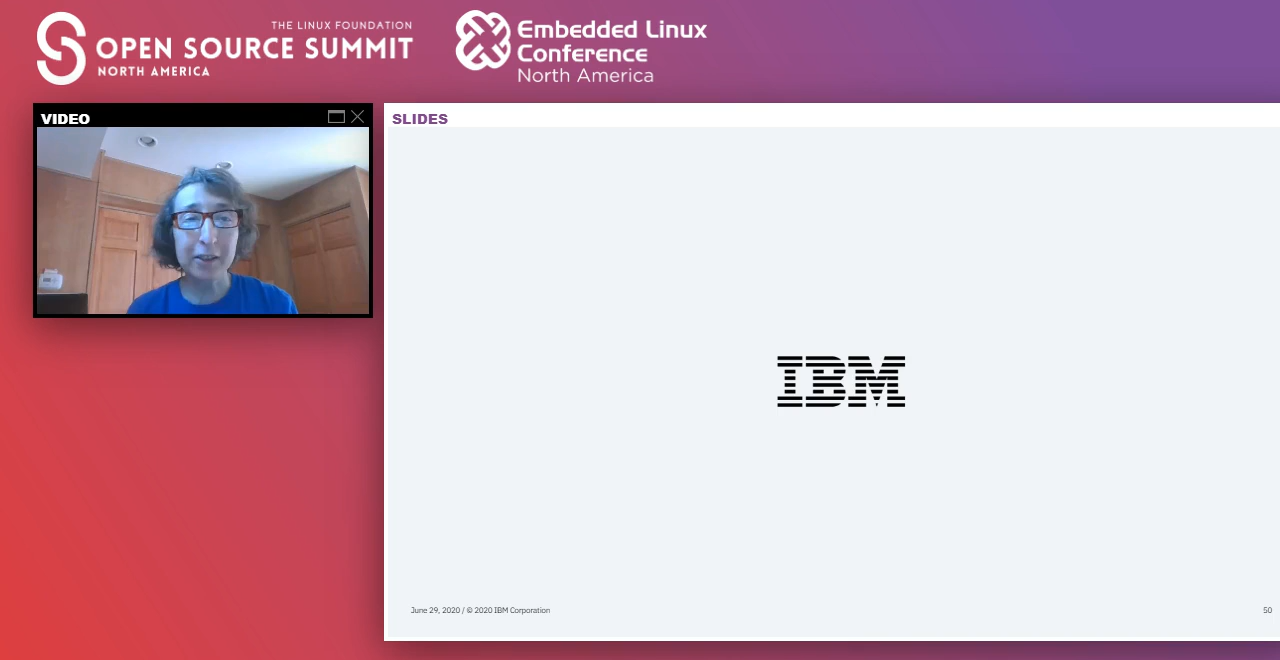 THE LINUX FOUNDATION
OPEN SOURCE SUMMIT
NORTH AMERICA
Embedded Linux
Conference
North America
VIDEO
SLIDES
IBM
June 29, 2020 / © 2020 IBM Corporation
50